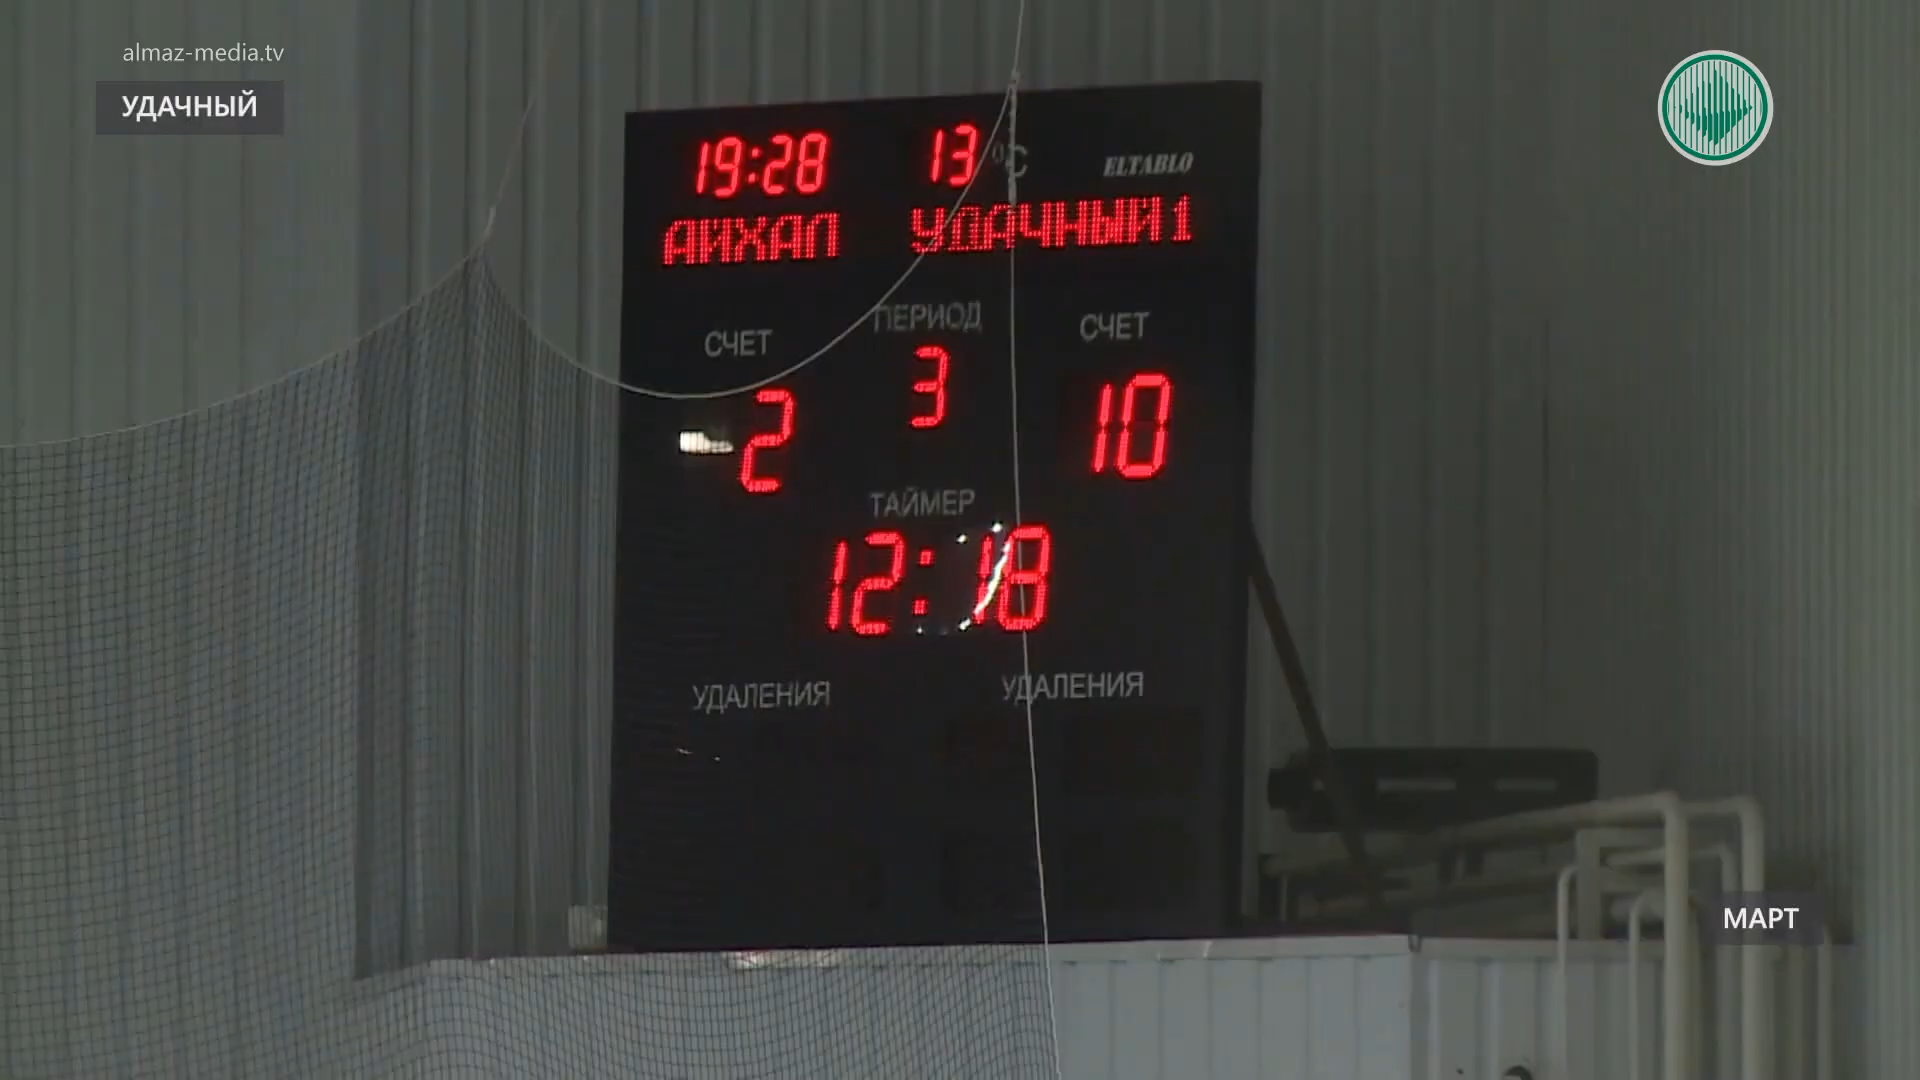 almaz-media.tv
УДАЧНЫЙ
19:28 13 °C ELTABLO
АЙХАЛ УДАЧНЫЙ 1
СЧЕТ ПЕРИОД СЧЕТ
2 3 10
ТАЙМЕР
12:18
УДАЛЕНИЯ УДАЛЕНИЯ
МАРТ